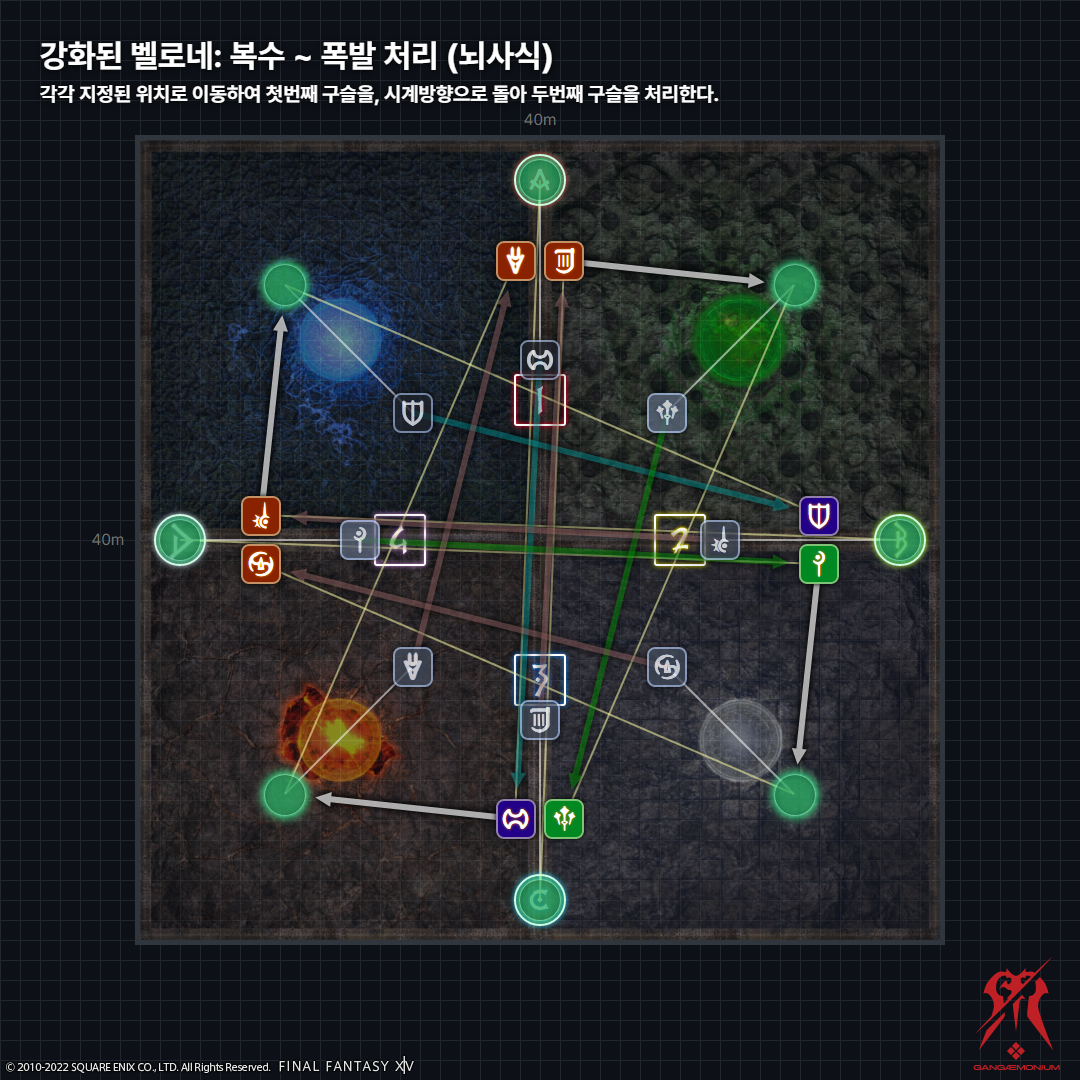 강화된 벨로네: 복수 ~ 폭발 처리 (뇌사식)
각각 지정된 위치로 이동하여 첫번째 구슬을, 시계방향으로 돌아 두번째 구슬을 처리한다.
40m
A
1
40m
D
4
2
B
3
C
© 2010-2022 SQUARE ENIX CO., LTD. All Rights Reserved. FINAL FANTASY XIV
GANGÆMONIUM